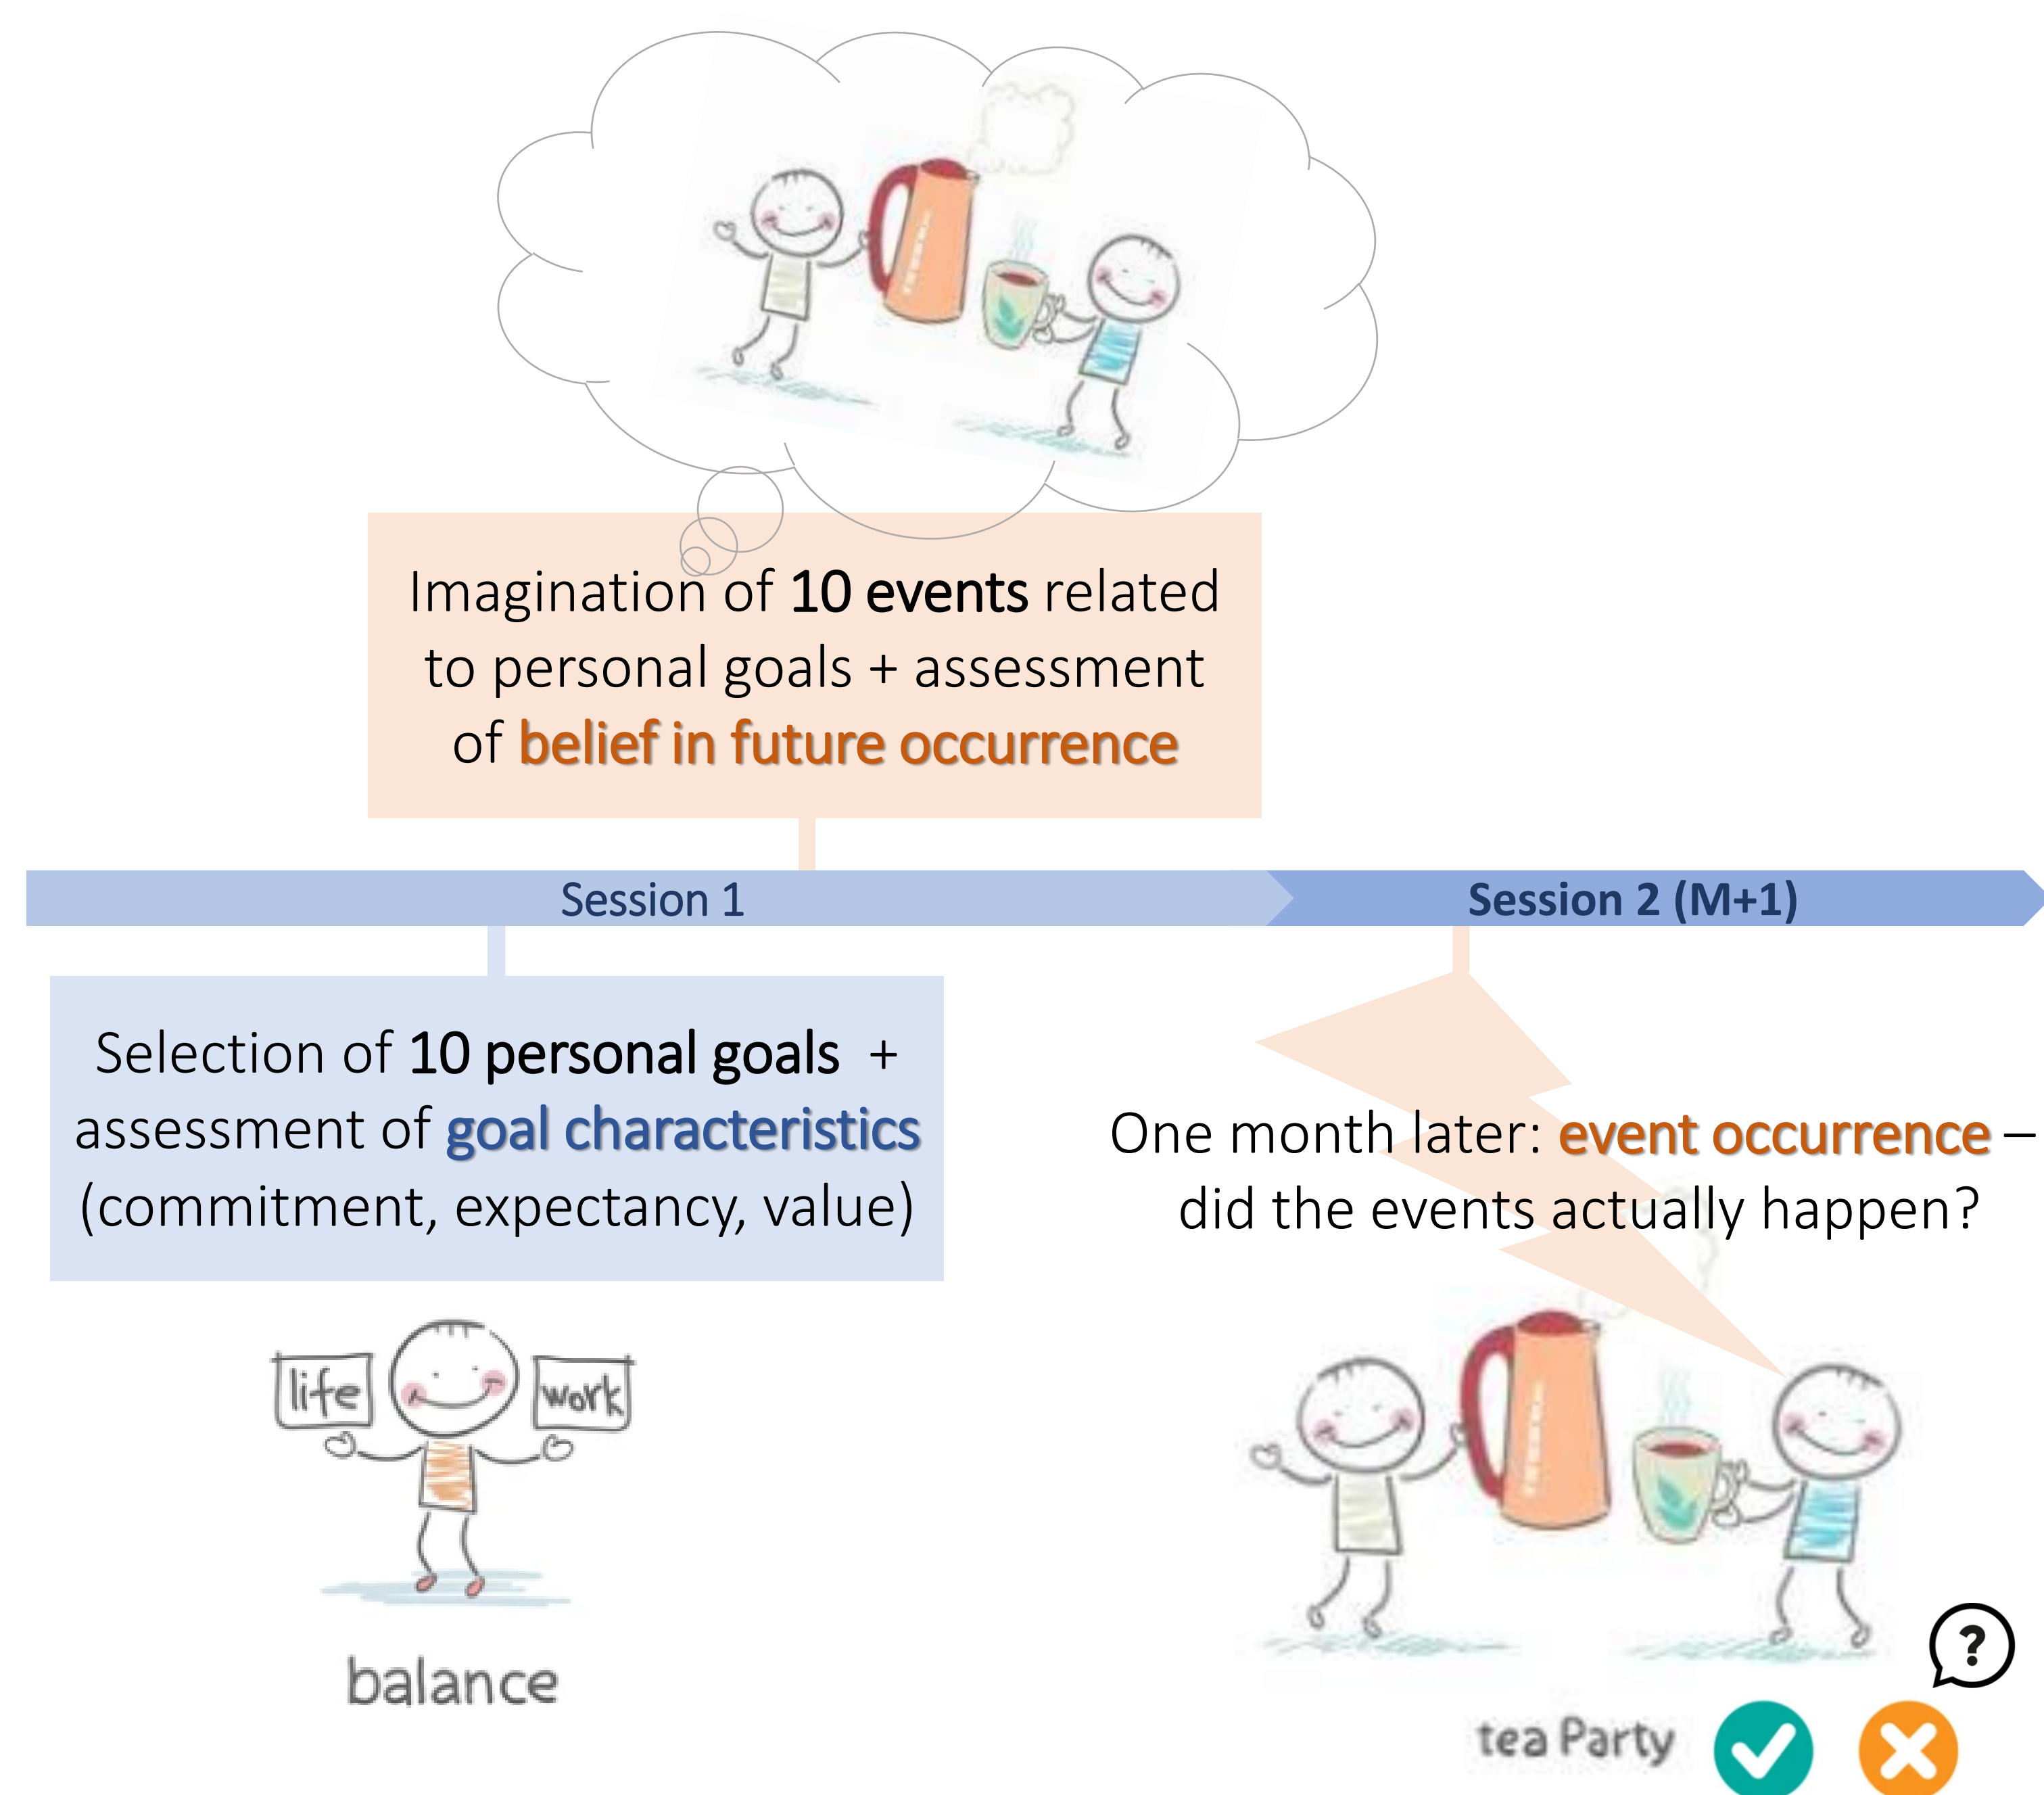 Imagination of 10 events related
to personal goals + assessment
of belief in future occurrence
Session 1
Session 2 (M+1)
Selection of 10 personal goals +
assessment of goal characteristics
(commitment, expectancy, value)
One month later: event occurrence –
did the events actually happen?
life
work
balance
?
tea Party